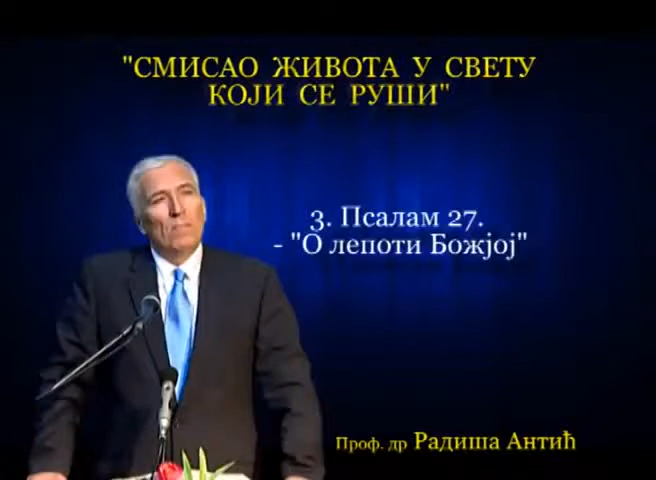 "СМИСАО ЖИВОТА У СВЕТУ
КОЈИ СЕ РУШИ"
3. Псалам 27.
- "О лепоти Божјој"
Проф. др Радиша Антић